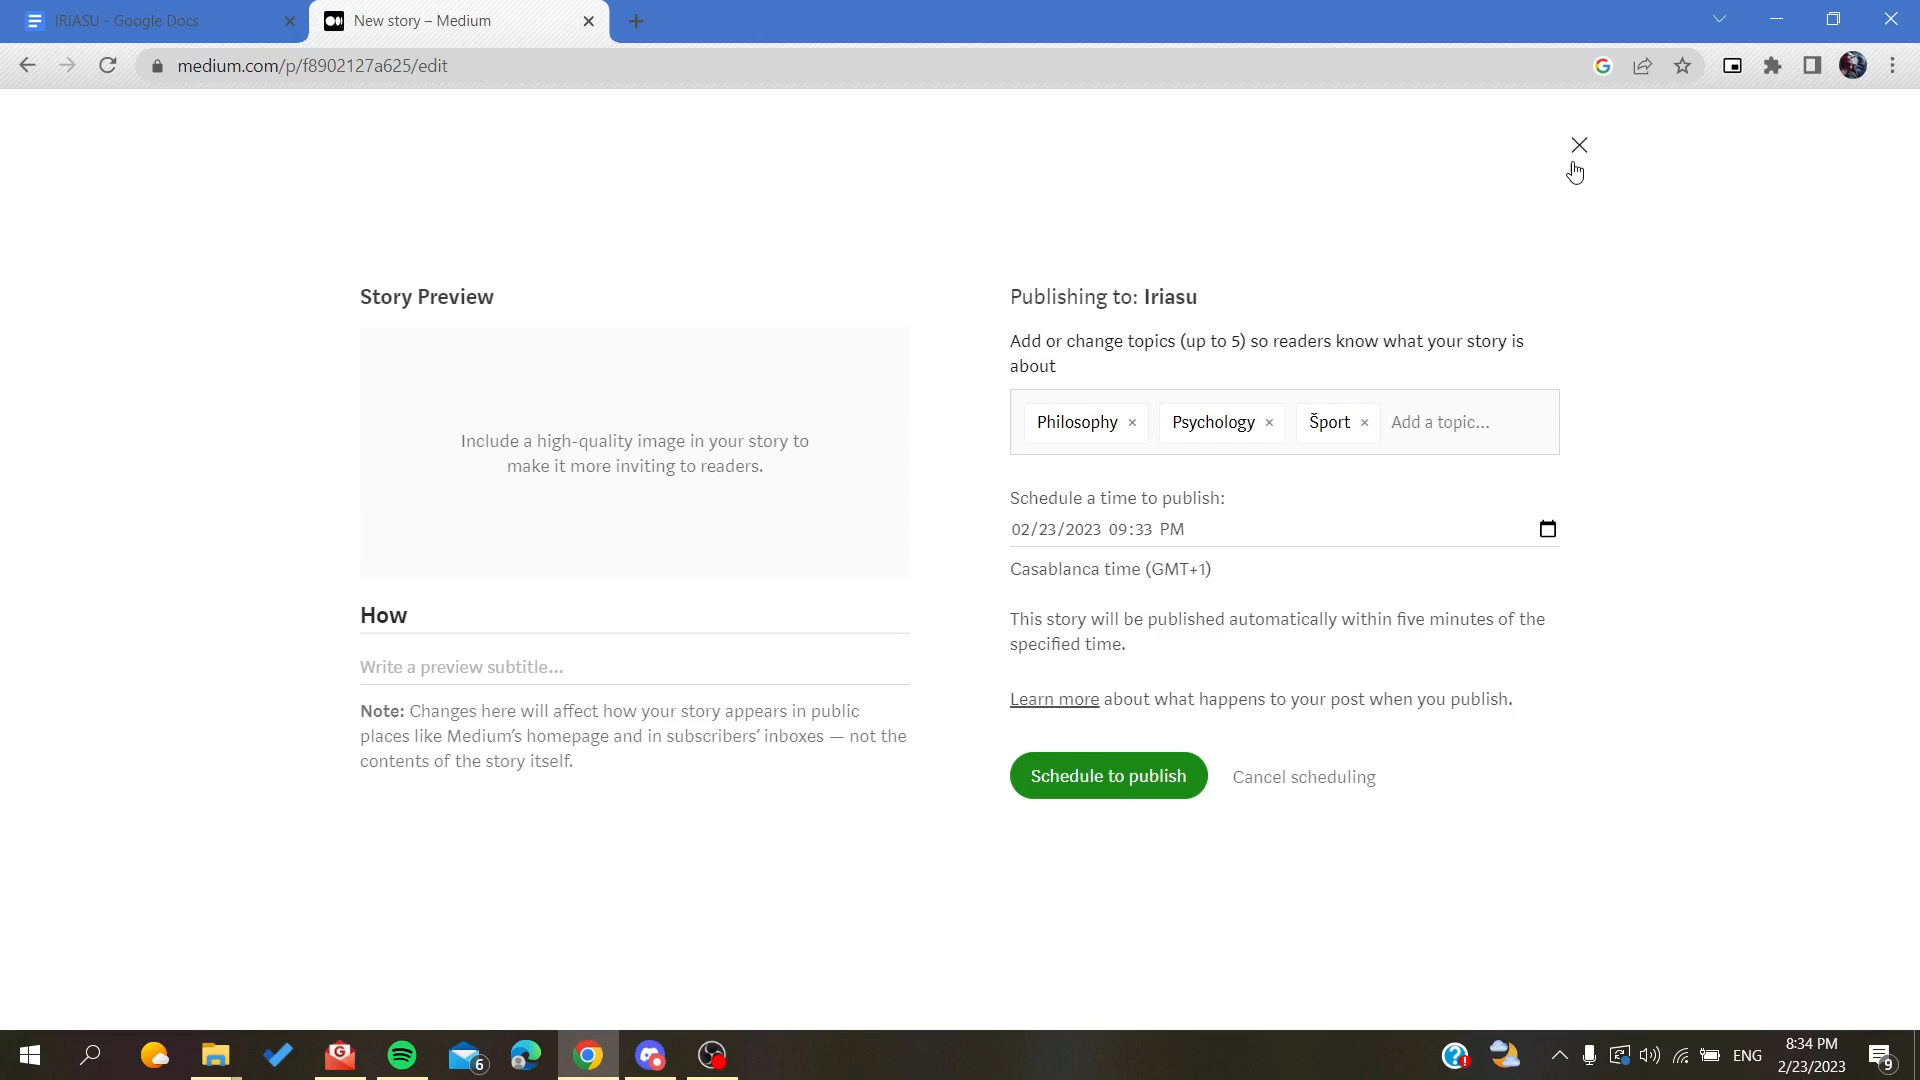 IRIASU - Google Docs
New story – Medium
medium.com/p/f8902127a625/edit
Story Preview
Include a high-quality image in your story to
make it more inviting to readers.
How
Write a preview subtitle...
Note: Changes here will affect how your story appears in public
places like Medium's homepage and in subscribers' inboxes — not the
contents of the story itself.
Publishing to: Iriasu
Add or change topics (up to 5) so readers know what your story is
about
Philosophy × Psychology × Šport × Add a topic...
Schedule a time to publish:
02/23/2023 09:33 PM
Casablanca time (GMT+1)
This story will be published automatically within five minutes of the
specified time.
Learn more about what happens to your post when you publish.
Schedule to publish Cancel scheduling
6
ENG
8:34 PM
2/23/2023
9